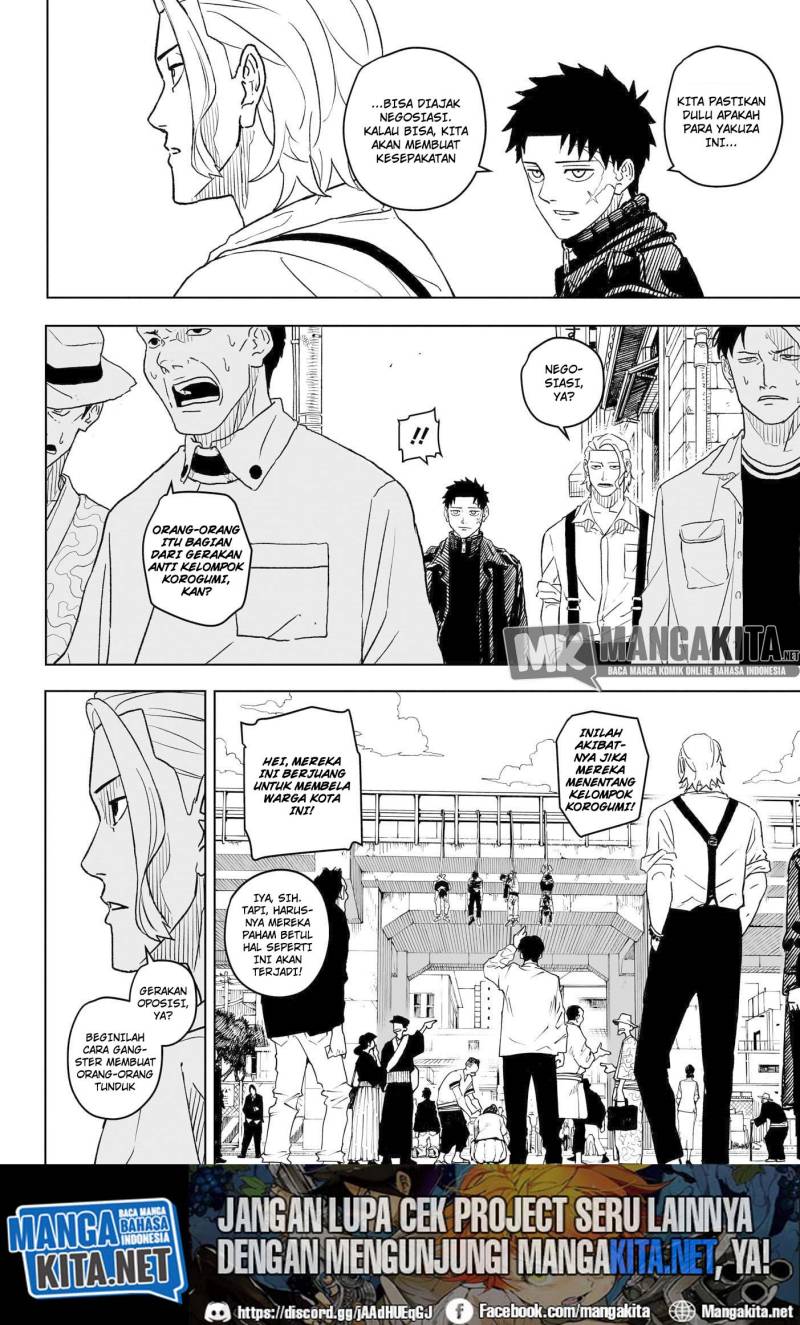 KITA PASTIKAN
DULU APAKAH
PARA YAKUZA
INI...
...BISA DIAJAK
NEGOSIASI.
KALAU BISA, KITA
AKAN MEMBUAT
KESEPAKATAN
NEGO-
SIASI,
YA?
!!
ORANG-ORANG
ITU BAGIAN
DARI GERAKAN
ANTI KELOMPOK
KOROGUMI,
KAN?
MK MANGAKITA.NET
BACA MANGA KOMIK ONLINE BAHASA INDONESIA
INILAH
AKIBAT-
NYA JIKA
MEREKA
MENENTANG
KELOMPOK
KOROGUMI!
HEI, MEREKA
INI BERJUANG
UNTUK MEMBELA
WARGA KOTA
INI!
IYA, SIH.
TAPI, HARUS-
NYA MEREKA
PAHAM BETUL
HAL SEPERTI
INI AKAN
TERJADI!
GERAKAN
OPOSISI,
YA?
BEGINILAH
CARA GANG-
STER MEMBUAT
ORANG-ORANG
TUNDUK
MANGA
KITA.NET
BACA MANGA
BAHASA
INDONESIA
JANGAN LUPA CEK PROJECT SERU LAINNYA
DENGAN MENGUNJUNGI MANGAKITA.NET, YA!
https://discord.gg/jAAdHUEqGJ
Facebook.com/mangakita
Mangakita.net